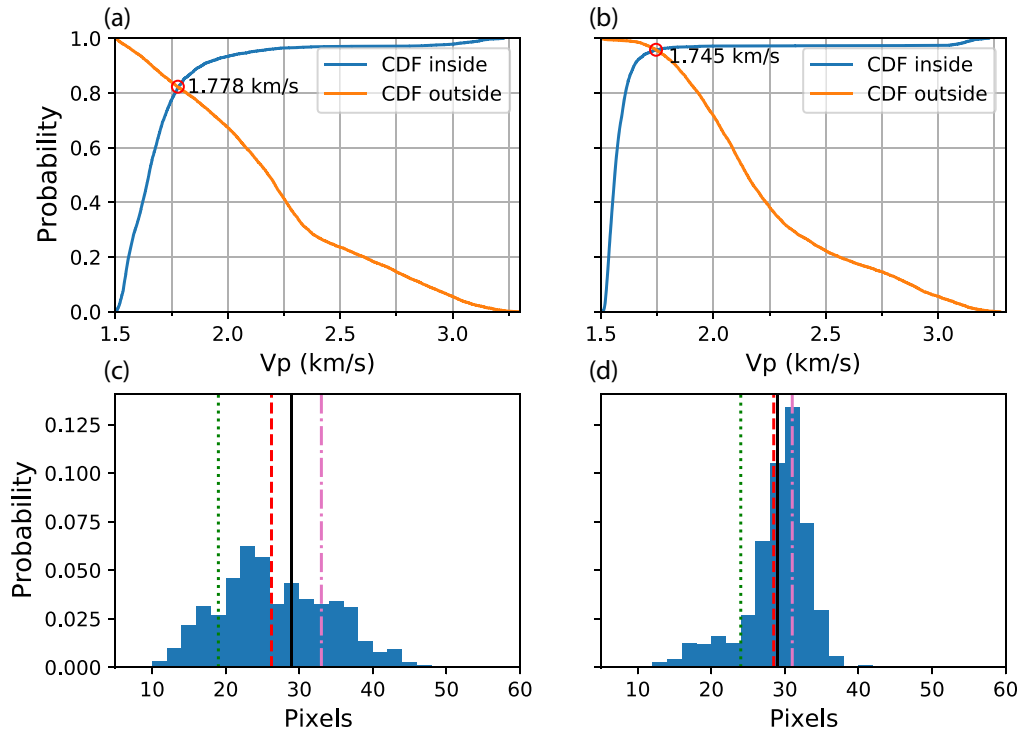 (a)
(b)
1.0
0.8
0.6
0.4
0.2
0.0
Probability
1.778 km/s
CDF inside
CDF outside
1.745 km/s
CDF inside
CDF outside
1.5 2.0 2.5 3.0
Vp (km/s)
1.5 2.0 2.5 3.0
Vp (km/s)
(c)
(d)
0.125
0.100
0.075
0.050
0.025
0.000
Probability
10 20 30 40 50 60
Pixels
10 20 30 40 50 60
Pixels